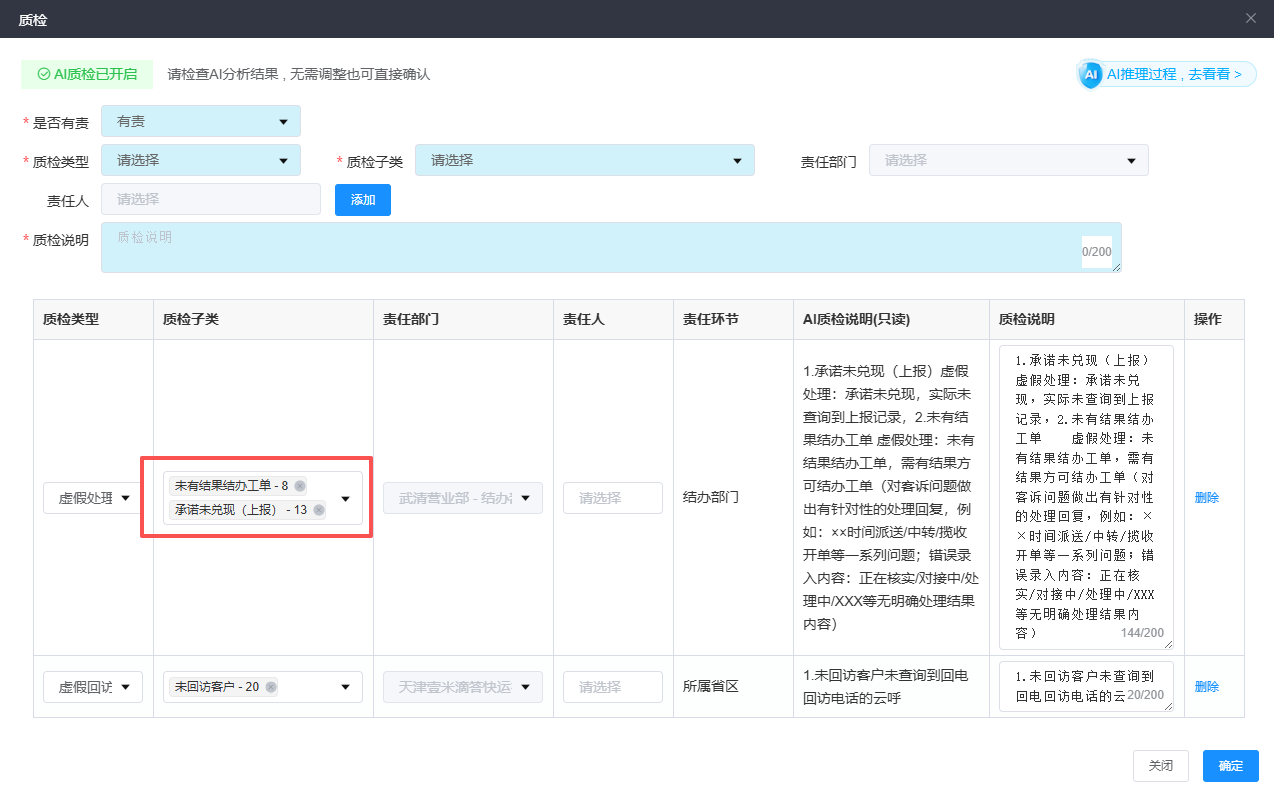 质检
AI质检已开启
请检查AI分析结果，无需调整也可直接确认
AI
AI推理过程，去看看 >
* 是否有责
有责
* 质检类型
请选择
* 质检子类
请选择
责任部门
请选择
责任人
请选择
添加
* 质检说明
质检说明
0/200
质检类型
质检子类
责任部门
责任人
责任环节
AI质检说明(只读)
质检说明
操作
虚假处理
未有结果结办工单 - 8
承诺未兑现（上报） - 13
武清营业部 - 结办
请选择
结办部门
1.承诺未兑现（上报）虚假
处理：承诺未兑现，实际未
查询到上报记录，2.未有结
果结办工单 虚假处理：未有
结果结办工单，需有结果方
可结办工单（对客诉问题做
出有针对性的处理回复，例
如：××时间派送/中转/揽收
开单等一系列问题；错误录
入内容：正在核实/对接中/处
理中/XXX等无明确处理结果
内容）
1.承诺未兑现（上报）
虚假处理：承诺未兑
现，实际未查询到上报
记录，2.未有结果结办
工单 虚假处理：未
有结果结办工单，需有
结果方可结办工单（对
客诉问题做出有针对性
的处理回复，例如：×
×时间派送/中转/揽收
开单等一系列问题；错
误录入内容：正在核
实/对接中/处理中/XXX
等无明确处理结果内
容）
144/200
删除
虚假回访
未回访客户 - 20
天津壹米滴答快运
请选择
所属省区
1.未回访客户未查询到回电
回访电话的云呼
1.未回访客户未查询到
回电回访电话的云
20/200
删除
关闭
确定